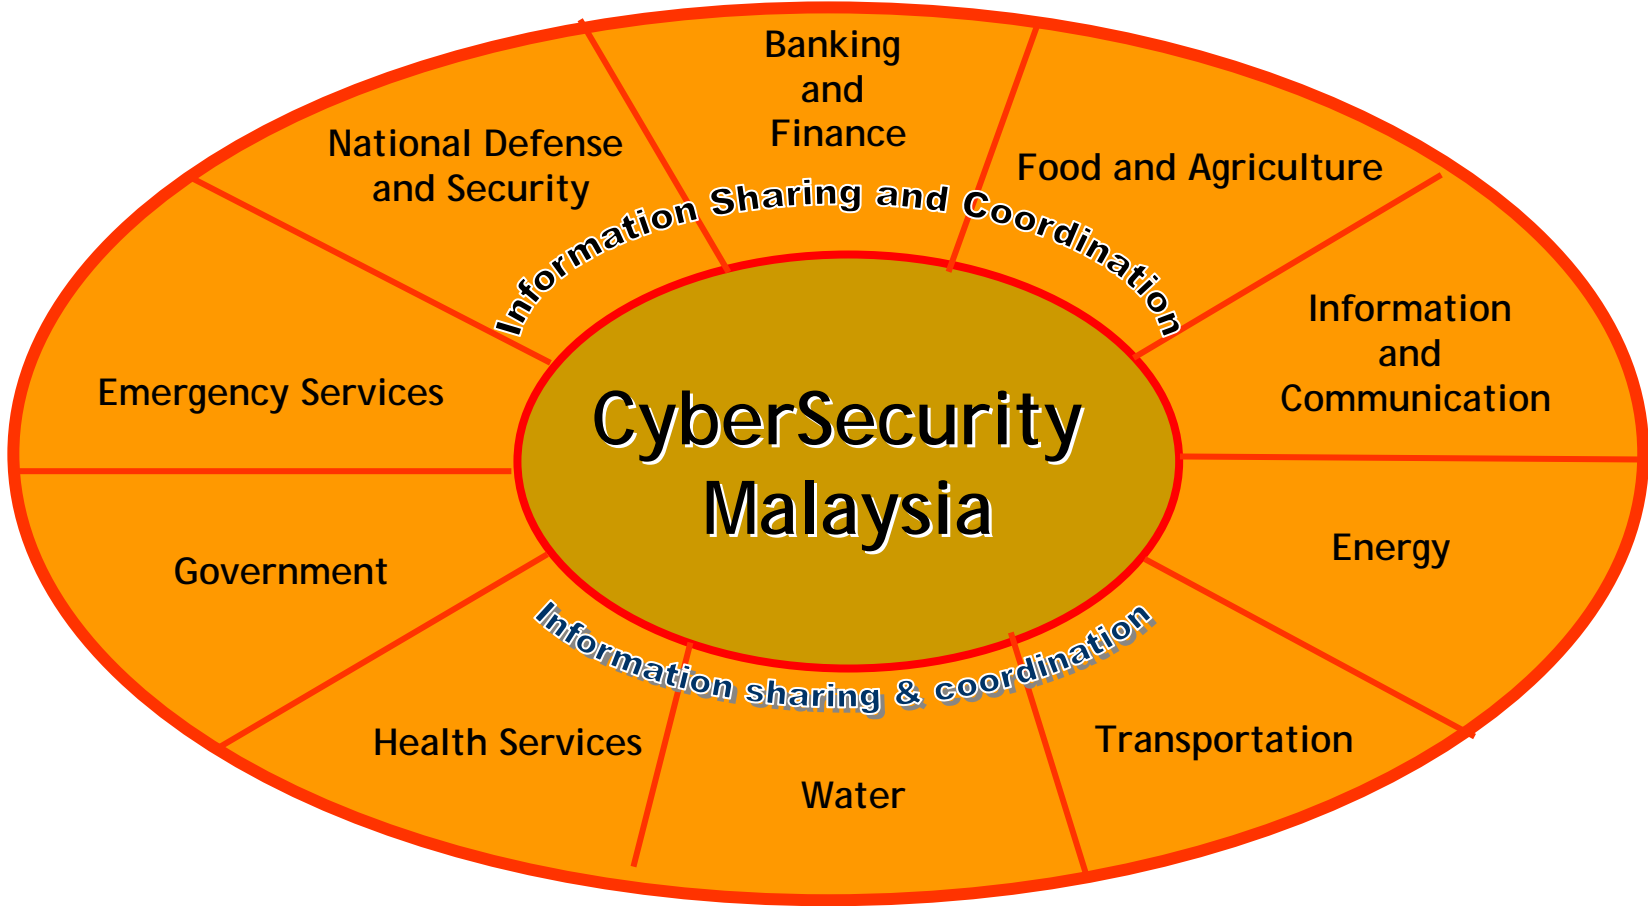 Banking
and
Finance
National Defense
and Security
Food and Agriculture
Information Sharing and Coordination
Information
and
Communication
Emergency Services
CyberSecurity
Malaysia
Energy
Government
Information sharing & coordination
Health Services
Transportation
Water